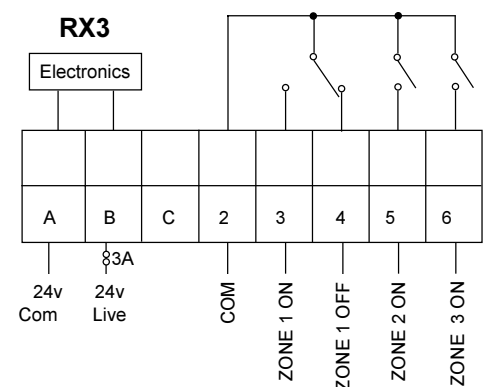 RX3
Electronics
A B C 2 3 4 5 6
3A
24v Com
24v Live
COM
ZONE 1 ON
ZONE 1 OFF
ZONE 2 ON
ZONE 3 ON